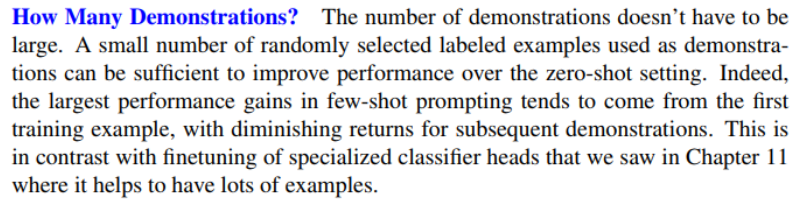 How Many Demonstrations? The number of demonstrations doesn't have to be
large. A small number of randomly selected labeled examples used as demonstra-
tions can be sufficient to improve performance over the zero-shot setting. Indeed,
the largest performance gains in few-shot prompting tends to come from the first
training example, with diminishing returns for subsequent demonstrations. This is
in contrast with finetuning of specialized classifier heads that we saw in Chapter 11
where it helps to have lots of examples.